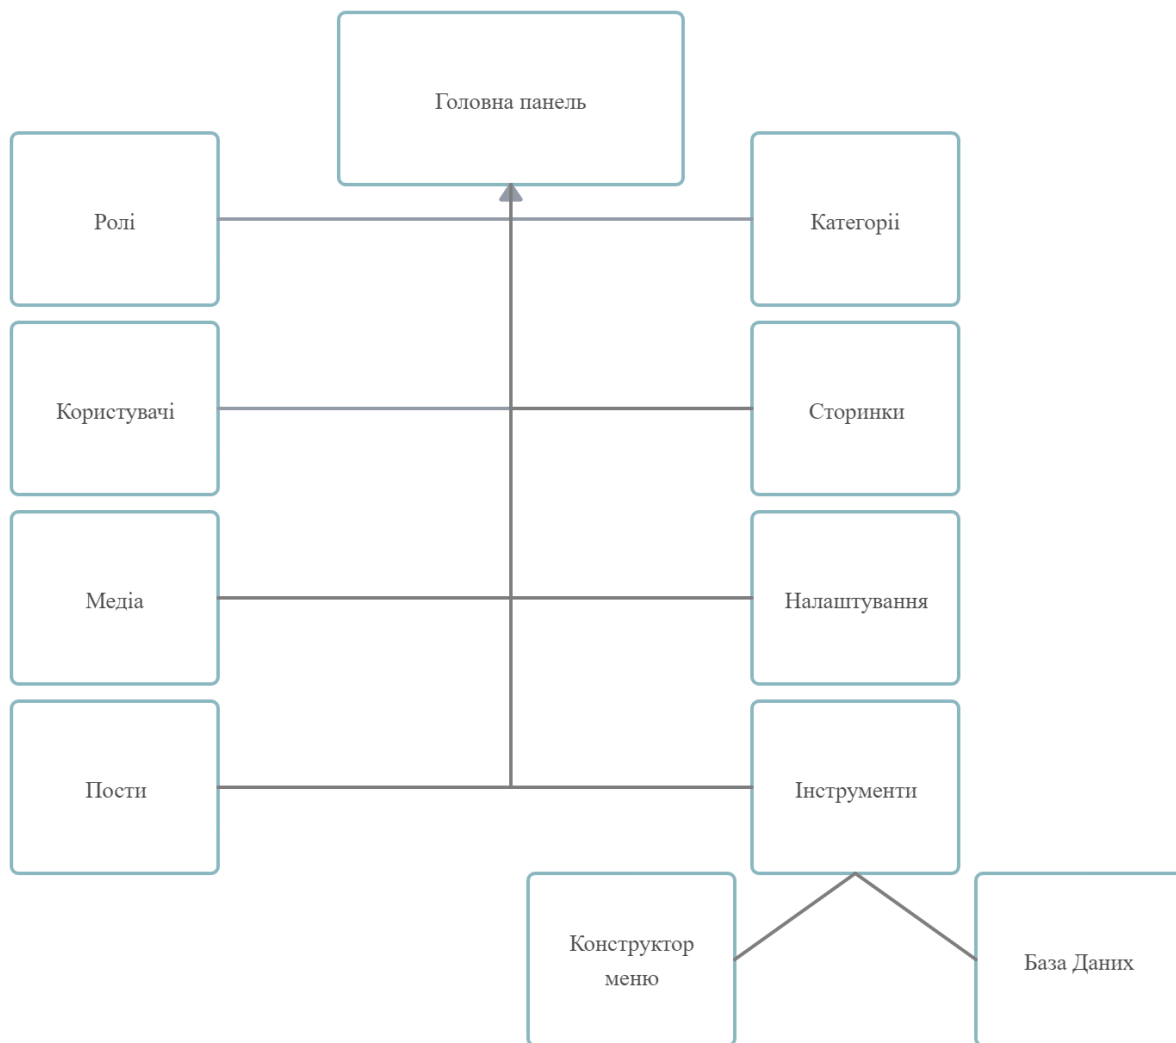 Головна панель
Ролі
Категоріі
Користувачі
Сторинки
Медіа
Налаштування
Пости
Інструменти
Конструктор
меню
База Даних